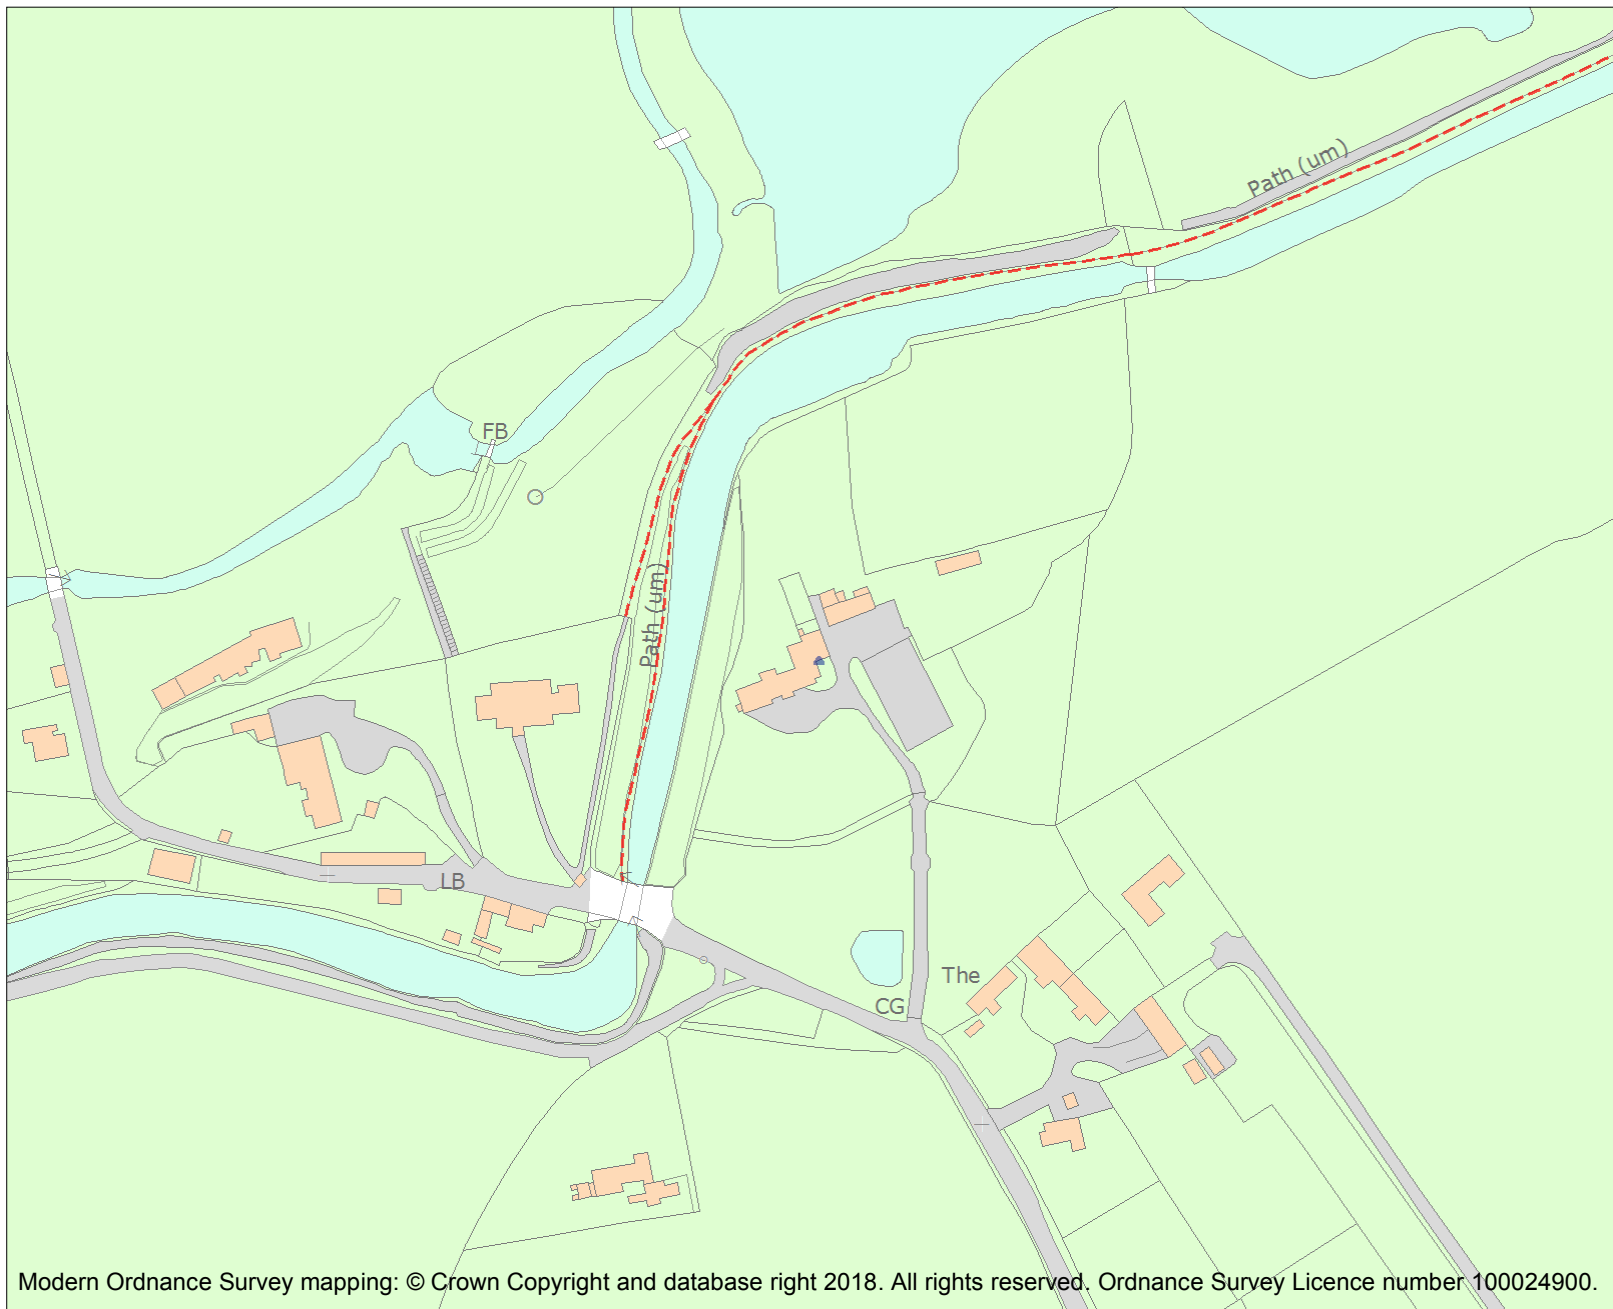 Path (um)
FB
Path (um)
LB
The
CG
Modern Ordnance Survey mapping: © Crown Copyright and database right 2018. All rights reserved. Ordnance Survey Licence number 100024900.